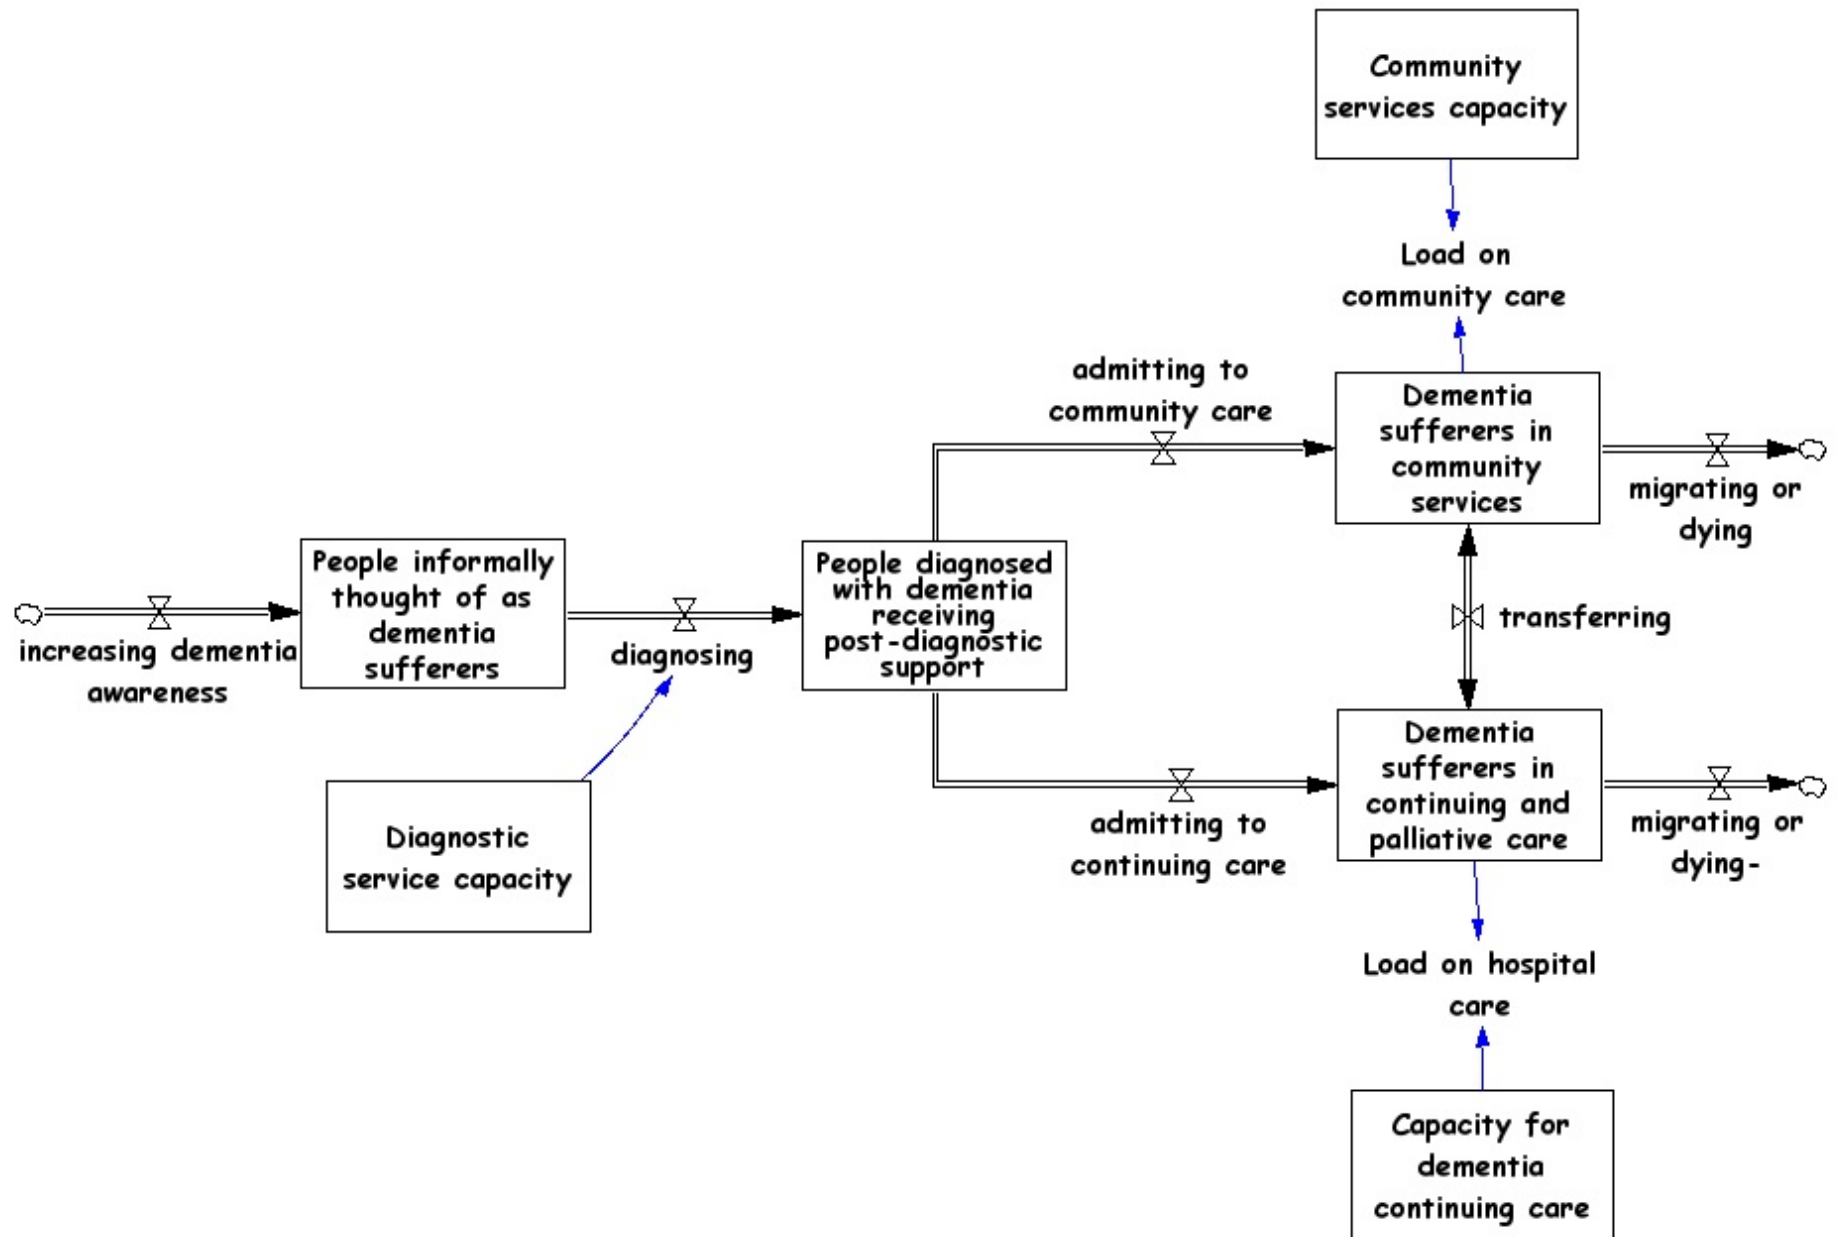 Community
services capacity
Load on
community care
admitting to
community care
Dementia
sufferers in
community
services
migrating or
dying
People informally
thought of as
dementia
sufferers
People diagnosed
with dementia
receiving
post-diagnostic
support
increasing dementia
awareness
diagnosing
transferring
Diagnostic
service capacity
admitting to
continuing care
Dementia
sufferers in
continuing and
palliative care
migrating or
dying-
Load on hospital
care
Capacity for
dementia
continuing care